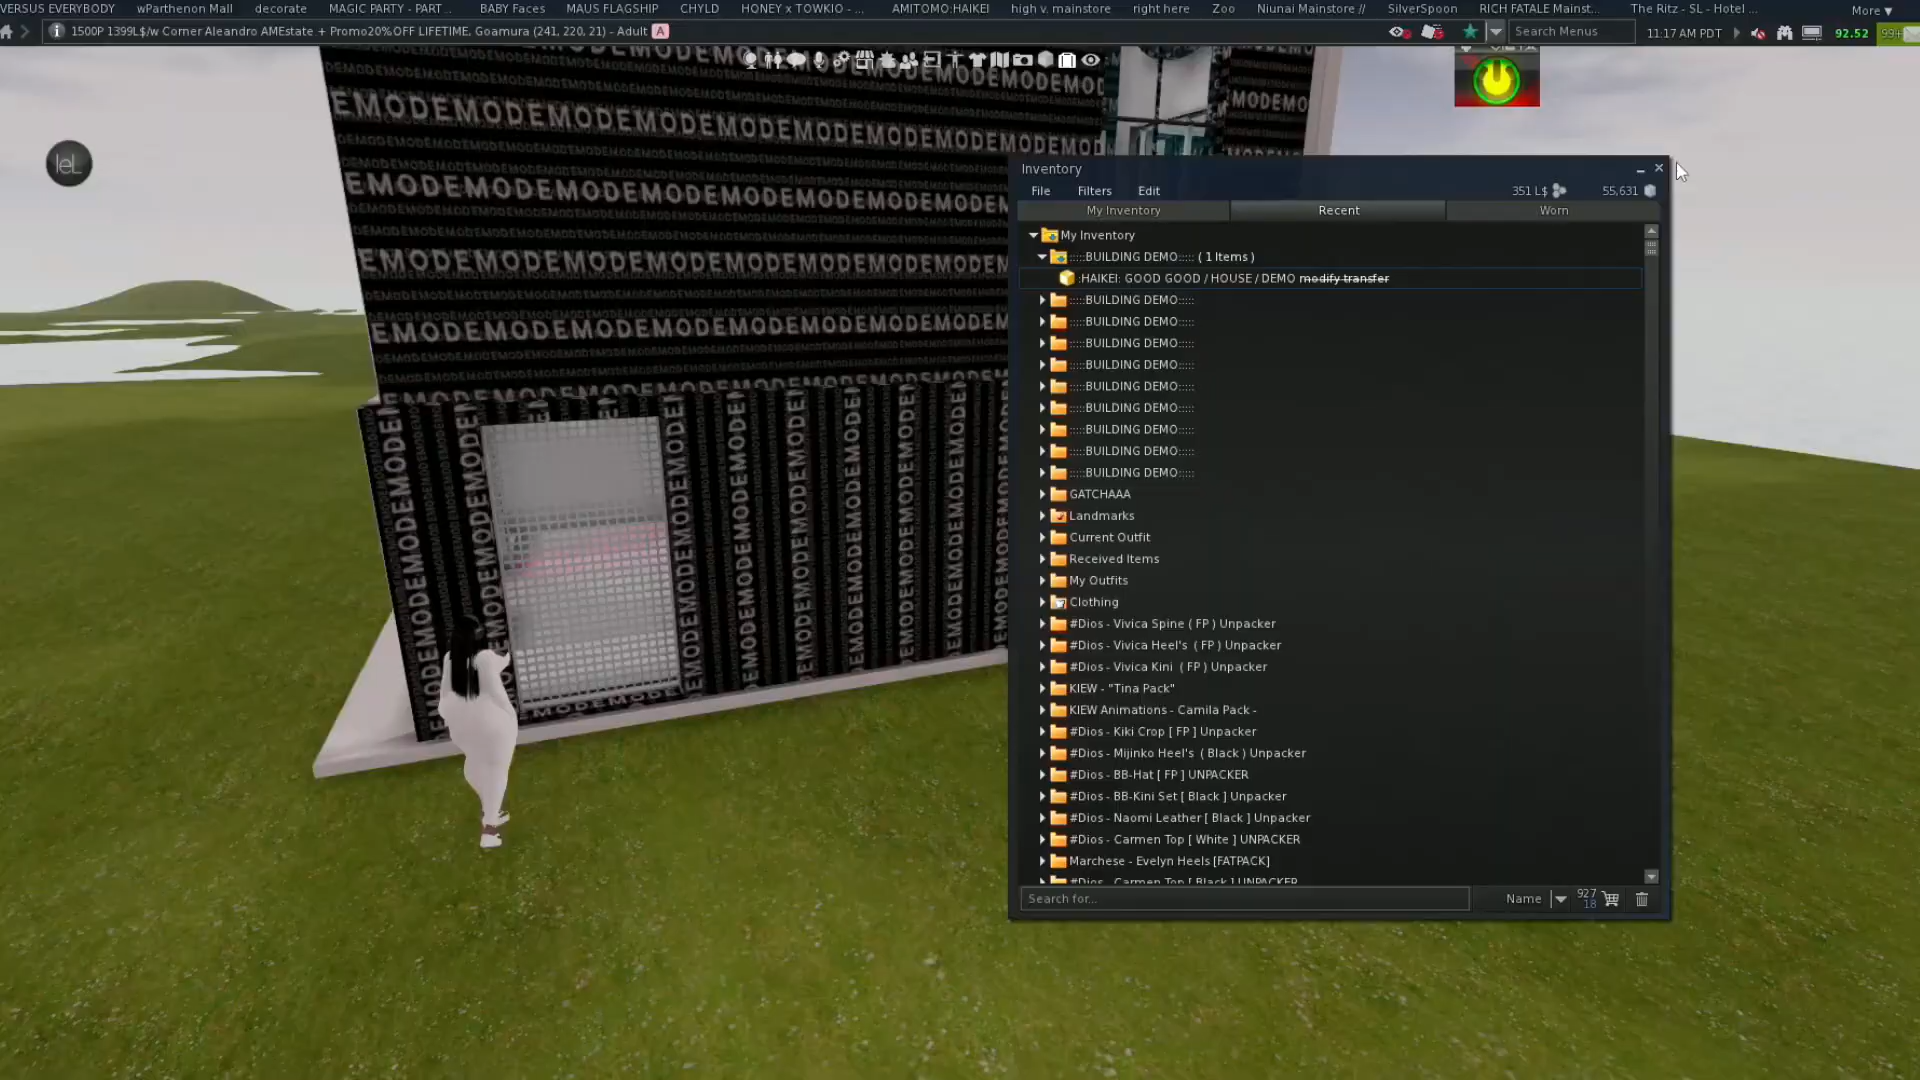 VERSUS EVERYBODY wParthenon Mall decorate MAGIC PARTY - PART .. BABY Faces MAUS FLAGSHIP CHYLD HONEY x TOWKIO - ... AMITOMO:HAIKEI high v. mainstore right here Zoo Niunai Mainstore // SilverSpoon RICH FATALE Mainst... The Ritz - SL - Hotel ... More
1500P 1399L$/w Corner Aleandro AMEstate + Promo20%OFF LIFETIME, Goamura (241, 220, 21) - Adult A Search Menus 11:17 AM PDT 92.52 99+
leL
EMODEMODEMODEMODEMODEMODEMODEMODEMOD
Inventory
File Filters Edit 351 L$ 55,631
My Inventory Recent Worn
My Inventory
:::::BUILDING DEMO::::: ( 1 Items )
:HAIKEI: GOOD GOOD / HOUSE / DEMO modify transfer
:::::BUILDING DEMO:::::
:::::BUILDING DEMO:::::
:::::BUILDING DEMO:::::
:::::BUILDING DEMO:::::
:::::BUILDING DEMO:::::
:::::BUILDING DEMO:::::
:::::BUILDING DEMO:::::
:::::BUILDING DEMO:::::
:::::BUILDING DEMO:::::
GATCHAAA
Landmarks
Current Outfit
Received Items
My Outfits
Clothing
#Dios - Vivica Spine ( FP ) Unpacker
#Dios - Vivica Heel's ( FP ) Unpacker
#Dios - Vivica Kini ( FP ) Unpacker
KIEW - "Tina Pack"
KIEW Animations - Camila Pack -
#Dios - Kiki Crop [ FP ] Unpacker
#Dios - Mijinko Heel's ( Black ) Unpacker
#Dios - BB-Hat [ FP ] UNPACKER
#Dios - BB-Kini Set [ Black ] Unpacker
#Dios - Naomi Leather [ Black ] Unpacker
#Dios - Carmen Top [ White ] UNPACKER
Marchese - Evelyn Heels [FATPACK]
#Dios - Carmen Top [ Black ] UNPACKER
Search for... Name 927
18